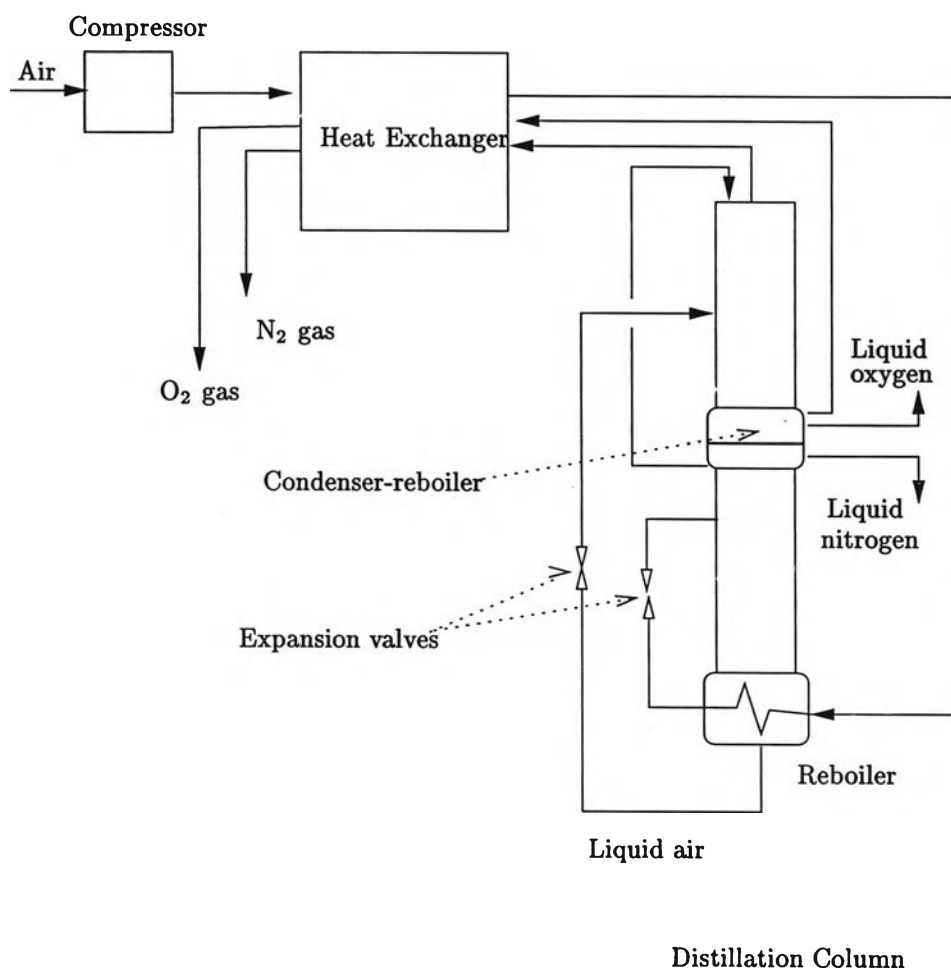 Compressor
Air
Heat Exchanger
N₂ gas
O₂ gas
Liquid
oxygen
Condenser-reboiler
Liquid
nitrogen
Expansion valves
Reboiler
Liquid air
Distillation Column